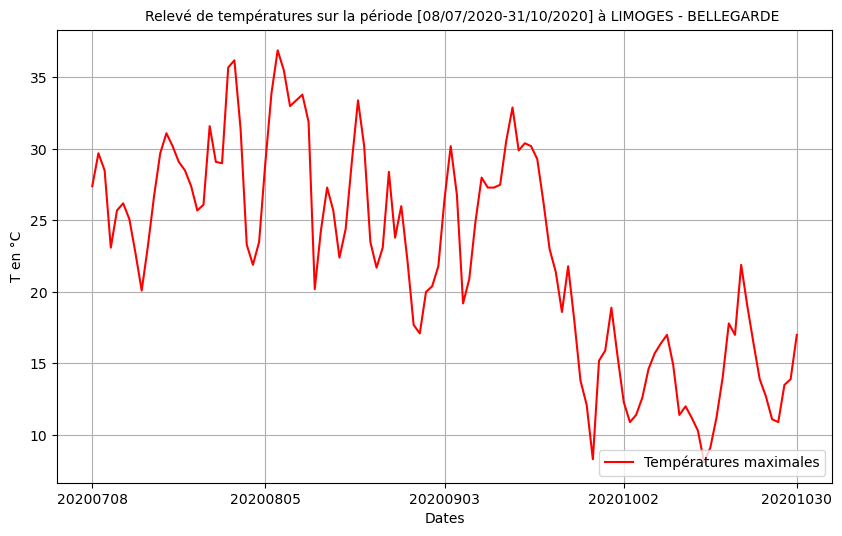 Relevé de températures sur la période [08/07/2020-31/10/2020] à LIMOGES - BELLEGARDE
35
30
25
20
15
10
T en °C
Températures maximales
20200708 20200805 20200903 20201002 20201030
Dates